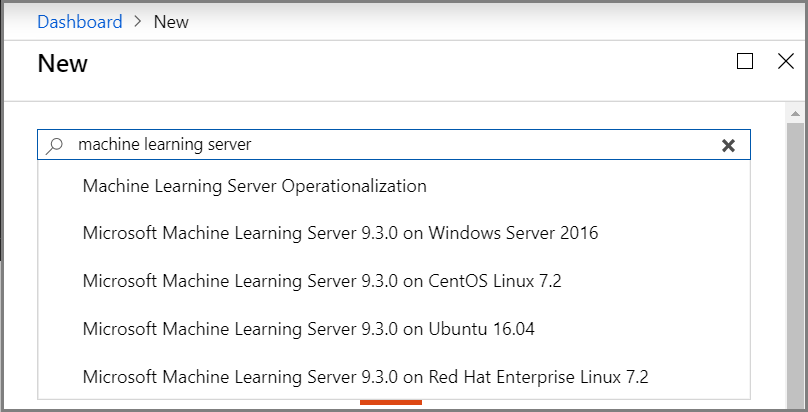 Dashboard > New
New
machine learning server
Machine Learning Server Operationalization
Microsoft Machine Learning Server 9.3.0 on Windows Server 2016
Microsoft Machine Learning Server 9.3.0 on CentOS Linux 7.2
Microsoft Machine Learning Server 9.3.0 on Ubuntu 16.04
Microsoft Machine Learning Server 9.3.0 on Red Hat Enterprise Linux 7.2